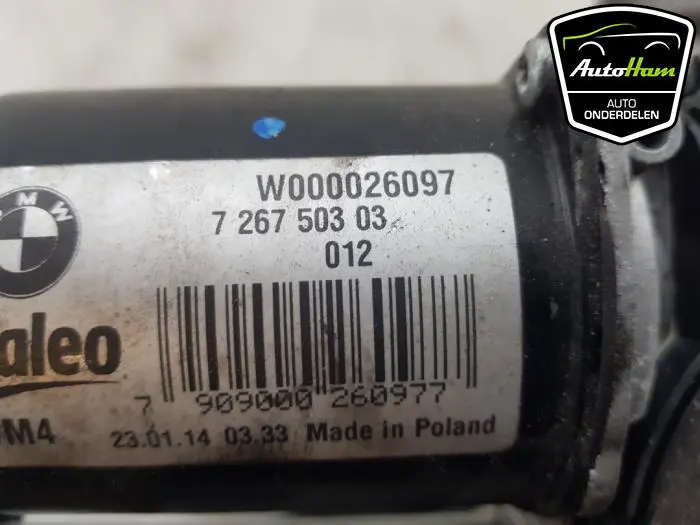 AutoHam
AUTO
ONDERDELEN
W000026097
7 267 503 03
012
BMW
aleo
7 909000 260977
M4
23.01.14 03.33 Made in Poland